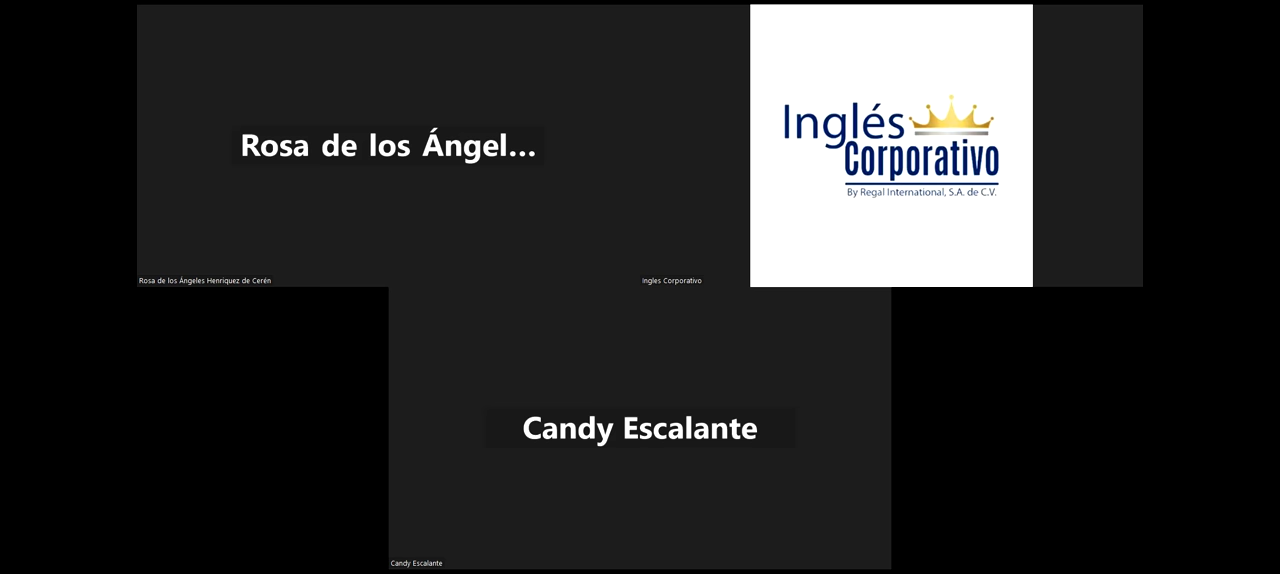 Rosa de los Ángel...
Rosa de los Ángeles Henriquez de Cerén
Inglés
Corporativo
By Regal International, S.A. de C.V.
Ingles Corporativo
Candy Escalante
Candy Escalante